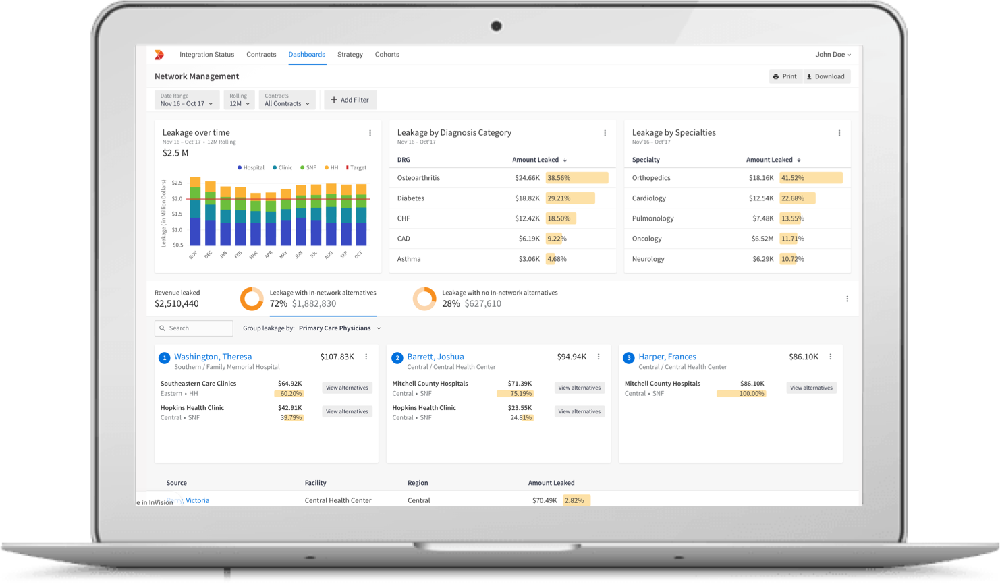 Integration Status Contracts Dashboards Strategy Cohorts John Doe
Network Management Print Download
Date Range Rolling Contracts
Nov 16 – Oct 17 12M All Contracts + Add Filter
Leakage over time
Nov'16 – Oct'17 • 12M Rolling
$2.5 M
Hospital Clinic SNF HH Target
Leakage ( in Million Dollars)
$2.5
$2.0
$1.5
$1.0
$0.5
NOV DEC JAN FEB MAR APR MAY JUN JUL AUG SEP OCT
Leakage by Diagnosis Category
Nov'16 – Oct'17
DRG Amount Leaked ↓
Osteoarthritis $24.66K 38.56%
Diabetes $18.82K 29.21%
CHF $12.42K 18.50%
CAD $6.19K 9.22%
Asthma $3.06K 4.68%
Leakage by Specialties
Nov'16 – Oct'17
Specialty Amount Leaked ↓
Orthopedics $18.16K 41.52%
Cardiology $12.54K 22.68%
Pulmonology $7.48K 13.55%
Oncology $6.52M 11.71%
Neurology $6.29K 10.72%
Revenue leaked
$2,510,440
Leakage with In-network alternatives
72% $1,882,830
Leakage with no In-network alternatives
28% $627,610
Search Group leakage by: Primary Care Physicians
1 Washington, Theresa $107.83K
Southern / Family Memorial Hospital
Southeastern Care Clinics $64.92K
Eastern • HH 60.20% View alternatives
Hopkins Health Clinic $42.91K
Central • SNF 39.79% View alternatives
2 Barrett, Joshua $94.94K
Central / Central Health Center
Mitchell County Hospitals $71.39K
Central • SNF 75.19% View alternatives
Hopkins Health Clinic $23.55K
Central • SNF 24.81% View alternatives
3 Harper, Frances $86.10K
Central / Central Health Center
Mitchell County Hospitals $86.10K
Central • SNF 100.00% View alternatives
Source Facility Region Amount Leaked
Perry, Victoria Central Health Center Central $70.49K 2.82%
e in InVision